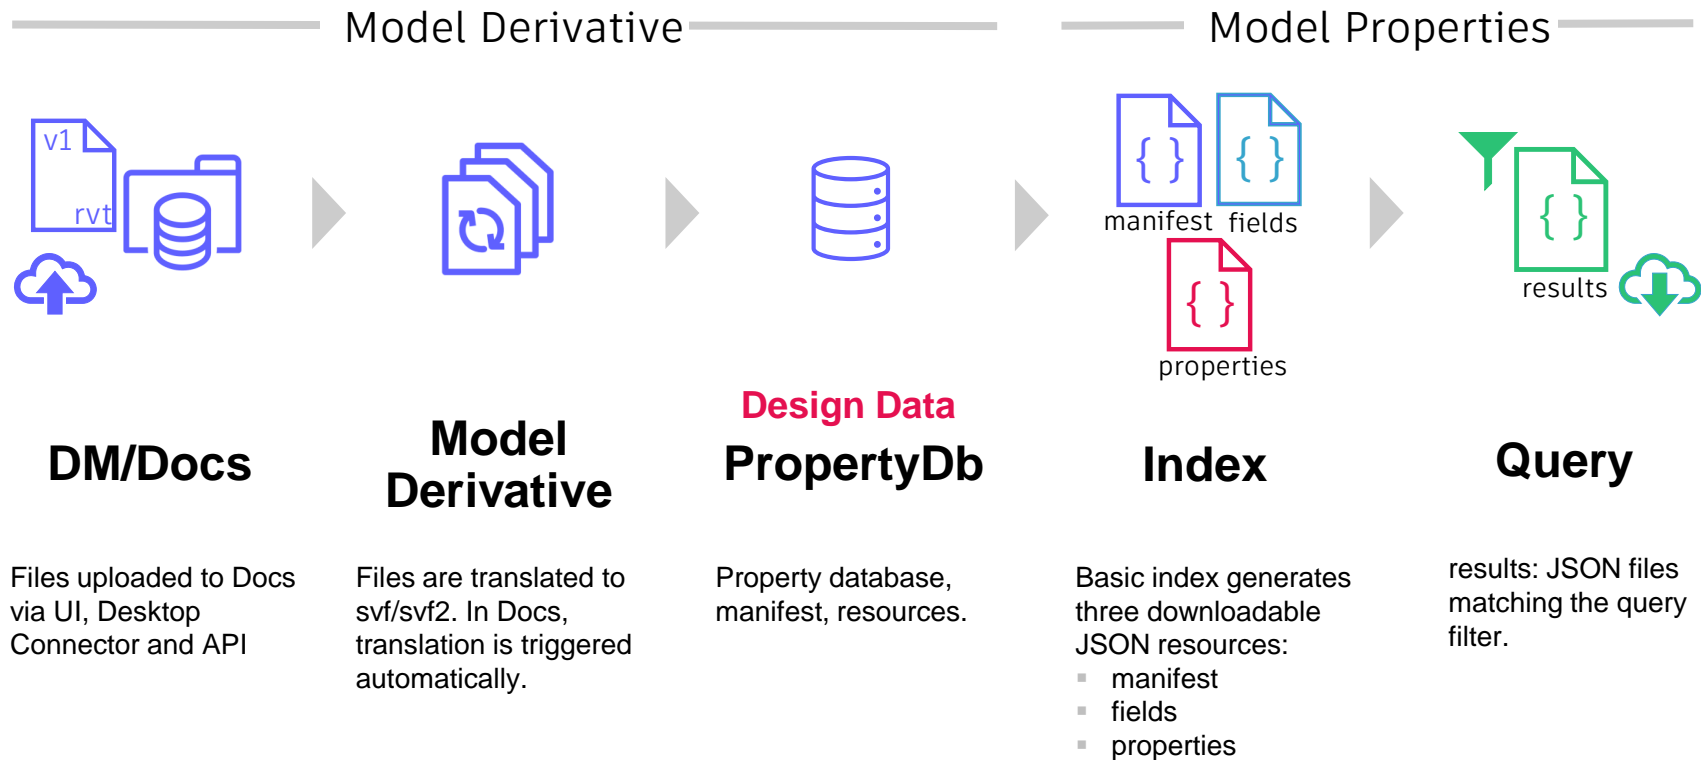 Model Derivative
Model Properties
v1
rvt
{ }
{ }
manifest
fields
{ }
properties
{ }
results
DM/Docs
Model
Derivative
Design Data
PropertyDb
Index
Query
Files uploaded to Docs
via UI, Desktop
Connector and API
Files are translated to
svf/svf2. In Docs,
translation is triggered
automatically.
Property database,
manifest, resources.
Basic index generates
three downloadable
JSON resources:
▪ manifest
▪ fields
▪ properties
results: JSON files
matching the query
filter.